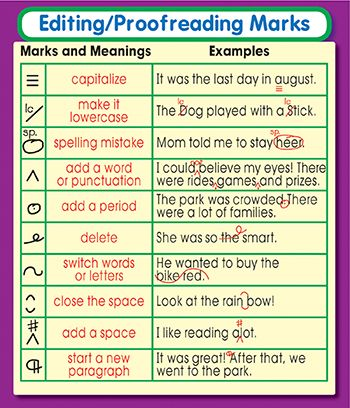 Editing/Proofreading Marks
Marks and Meanings Examples
capitalize It was the last day in august.
lc make it lowercase The Dog played with a Stick.
lc lc
sp. spelling mistake Mom told me to stay heer.
sp.
add a word or punctuation I could believe my eyes! There
not
were rides, games, and prizes.
add a period The park was crowded There
were a lot of families.
delete She was so the smart.
switch words or letters He wanted to buy the
bike red.
close the space Look at the rain bow!
# add a space I like reading alot.
#
¶ start a new paragraph It was great! ¶ After that, we
went to the park.